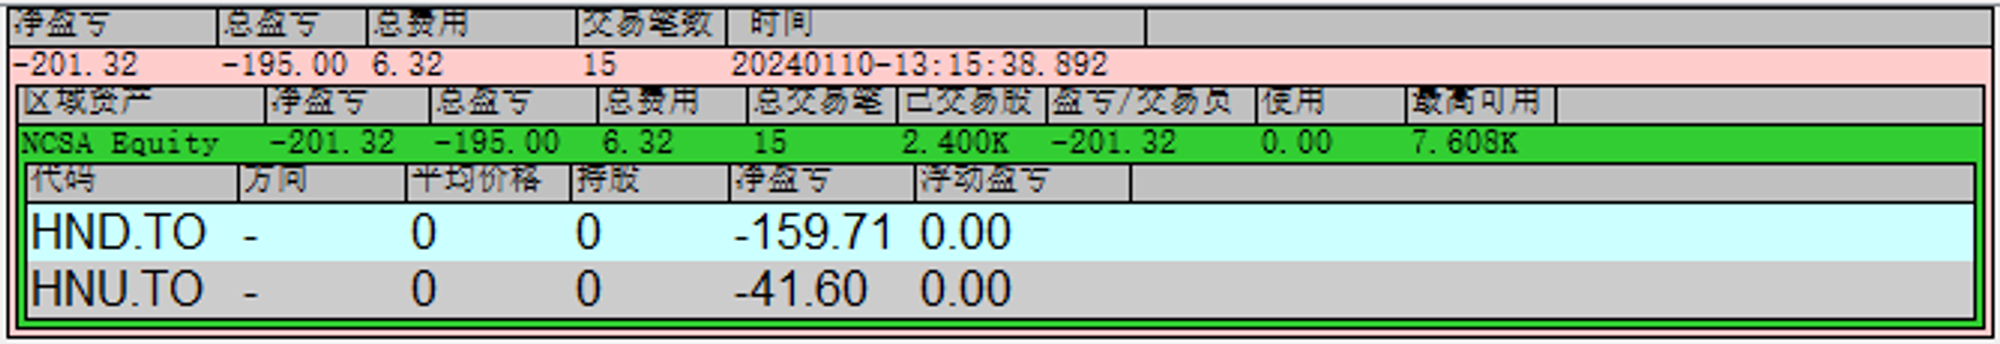 净盈亏 总盈亏 总费用 交易笔数 时间
-201.32 -195.00 6.32 15 20240110-13:15:38.892
区域资产 净盈亏 总盈亏 总费用 总交易笔 已交易股 盈亏/交易员 使用 最高可用
NCSA Equity -201.32 -195.00 6.32 15 2.400K -201.32 0.00 7.608K
代码 方向 平均价格 持股 净盈亏 浮动盈亏
HND.TO - 0 0 -159.71 0.00
HNU.TO - 0 0 -41.60 0.00